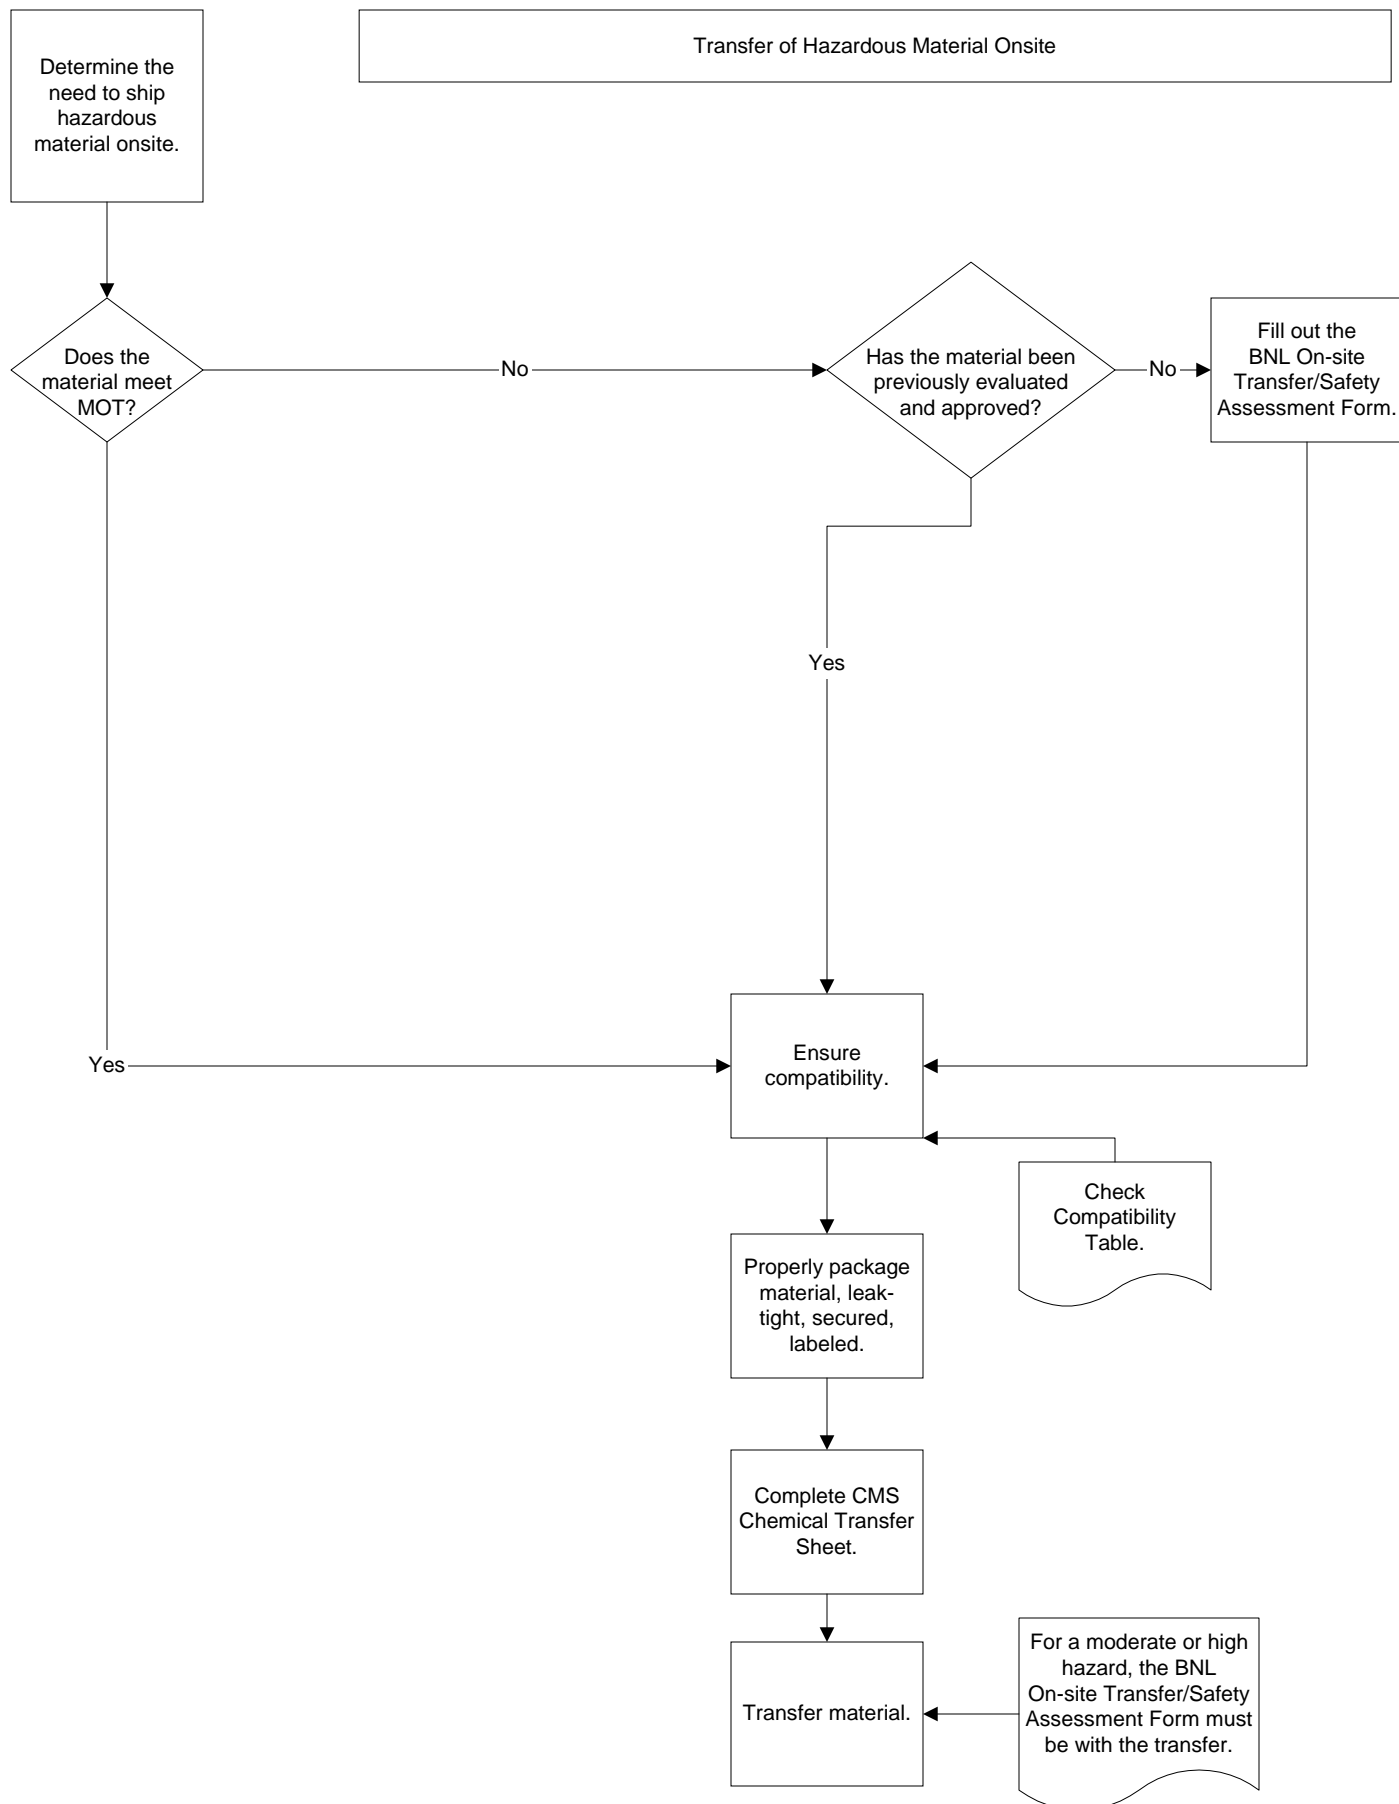 Determine the
need to ship
hazardous
material onsite.
Transfer of Hazardous Material Onsite
Does the
material meet
MOT?
No
Has the material been
previously evaluated
and approved?
No
Fill out the
BNL On-site
Transfer/Safety
Assessment Form.
Yes
Yes
Ensure
compatibility.
Check
Compatibility
Table.
Properly package
material, leak-
tight, secured,
labeled.
Complete CMS
Chemical Transfer
Sheet.
Transfer material.
For a moderate or high
hazard, the BNL
On-site Transfer/Safety
Assessment Form must
be with the transfer.